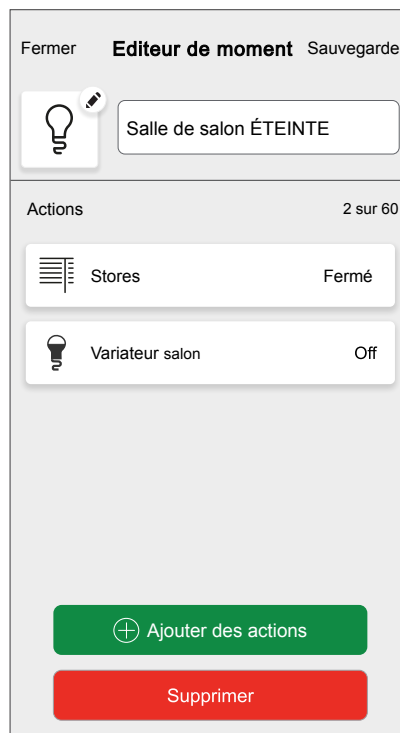 Fermer Editeur de moment Sauvegarde
Salle de salon ÉTEINTE
Actions 2 sur 60
Stores Fermé
Variateur salon Off
Ajouter des actions
Supprimer